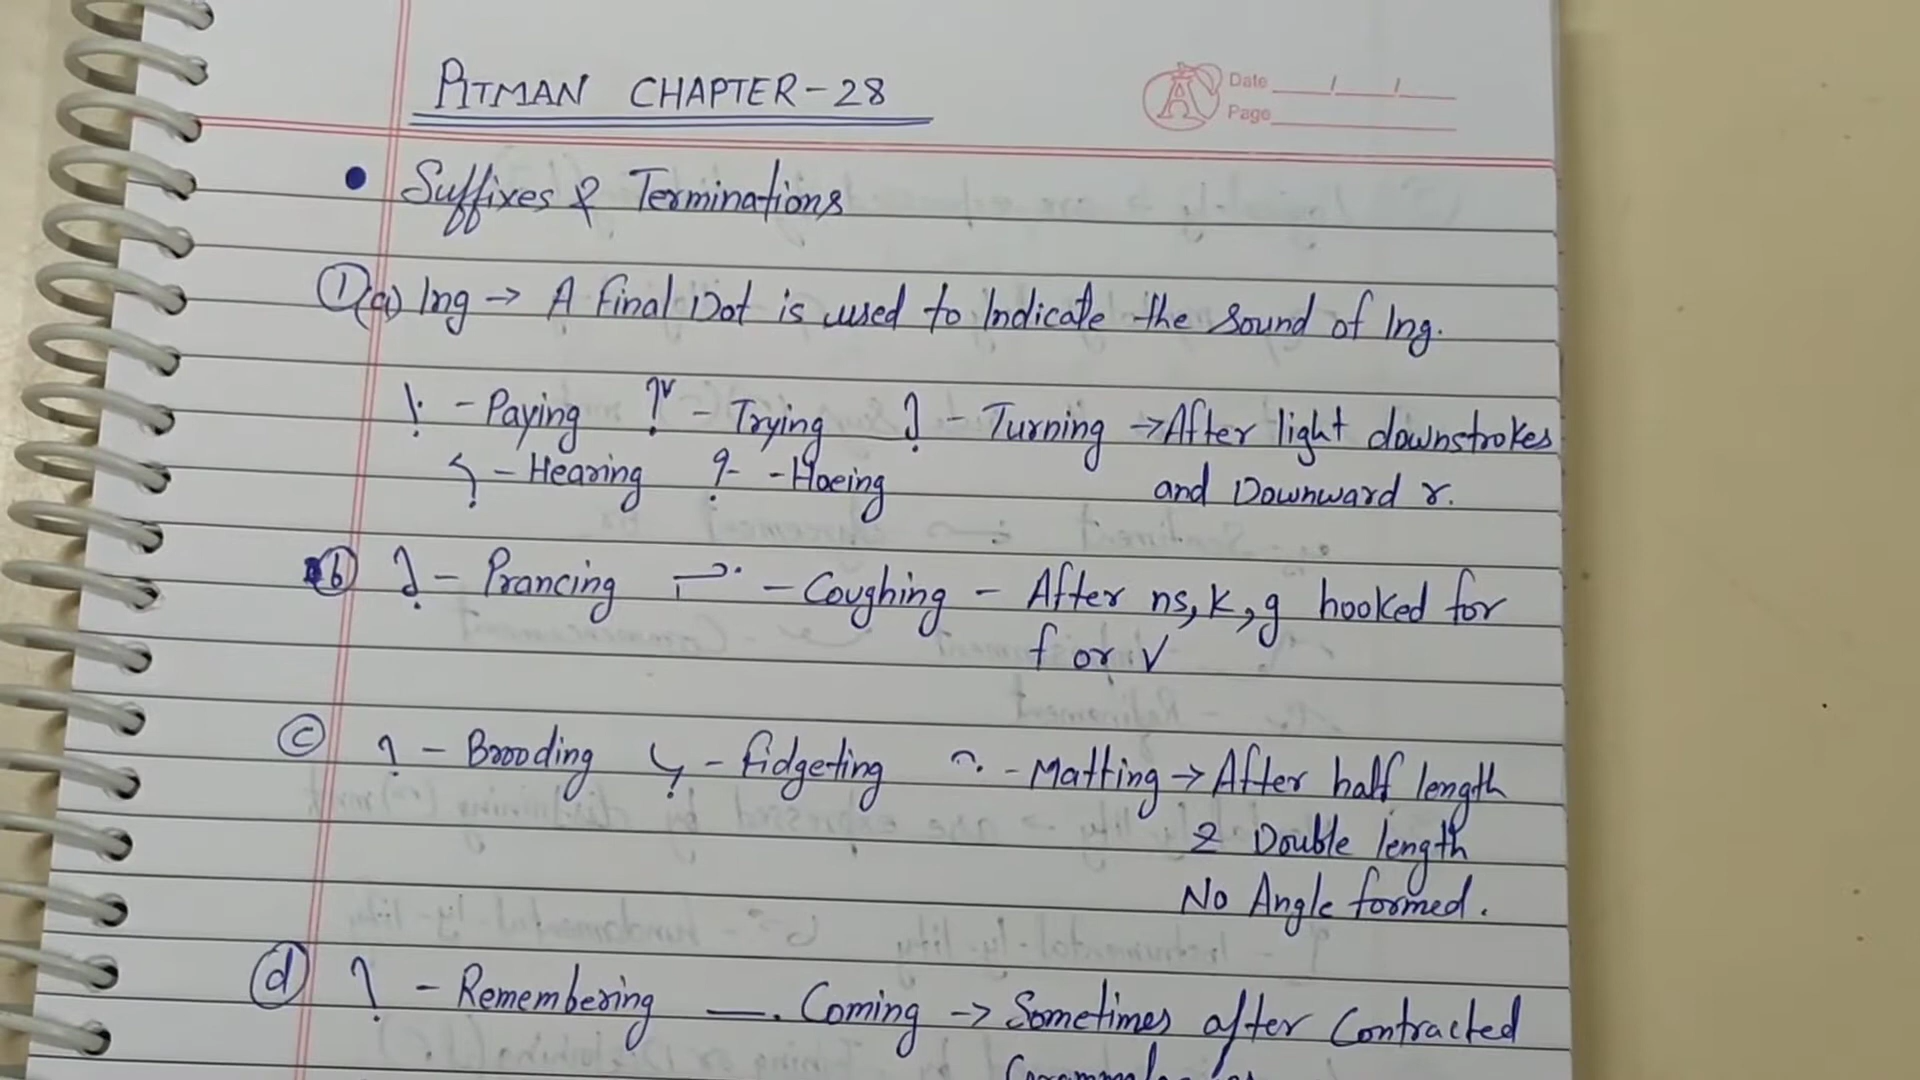 PITMAN CHAPTER-28
Date / /
Page
• Suffixes & Terminations
①(a) Ing → A Final Dot is used to Indicate the Sound of Ing.
- Paying - Trying - Turning → After light downstrokes
- Hearing - Hoeing and Downward r.
(b) - Prancing - Coughing - After ns, k, g hooked for
f or V
(c) - Brooding - Fidgeting - Matting → After half length
& Double length
No Angle formed.
(d) - Remembering Coming → Sometimes after Contracted